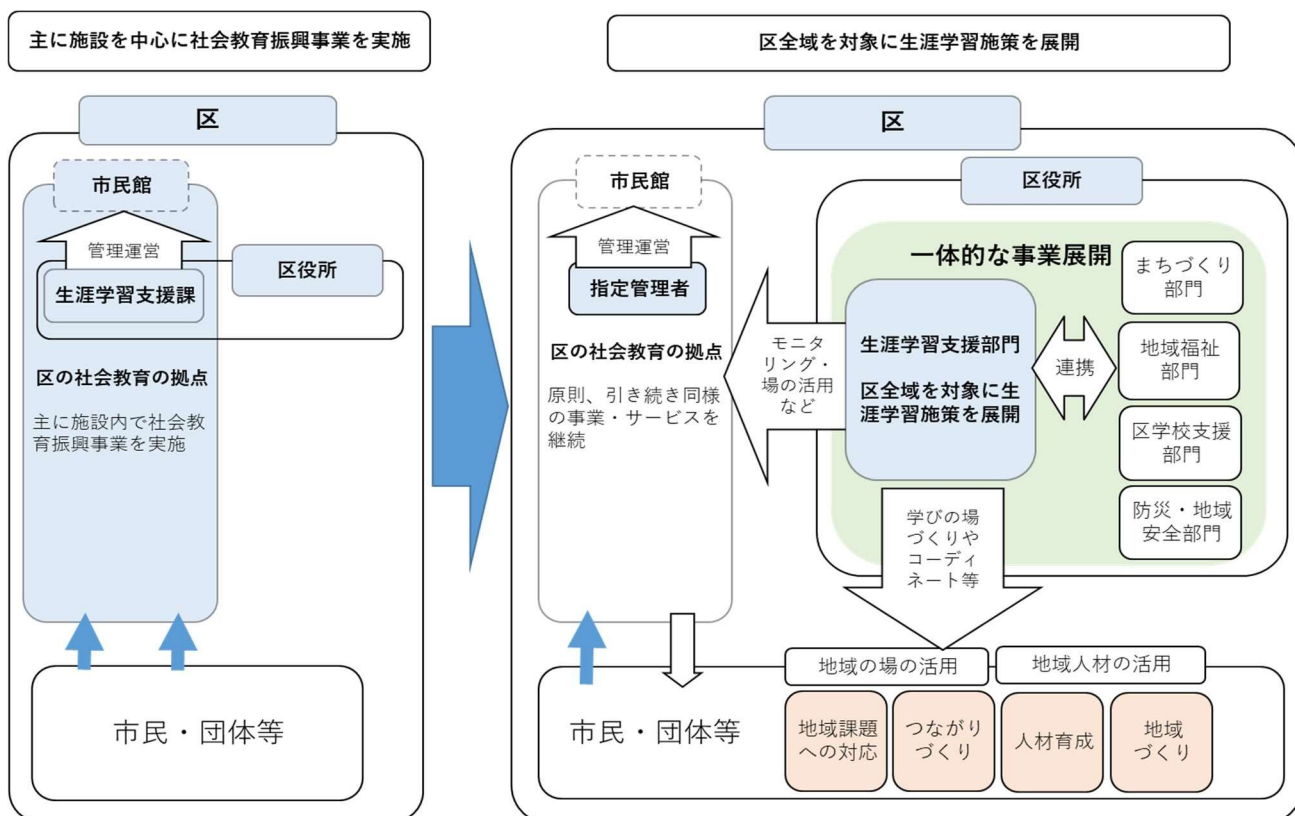 主に施設を中心に社会教育振興事業を実施
区
市民館
管理運営
区役所
生涯学習支援課
区の社会教育の拠点
主に施設内で社会教
育振興事業を実施
市民・団体等
区全域を対象に生涯学習施策を展開
区
市民館
管理運営
指定管理者
区の社会教育の拠点
原則、引き続き同様
の事業・サービスを
継続
モニタ
リング・
場の活用
など
区役所
一体的な事業展開
生涯学習支援部門
区全域を対象に生
涯学習施策を展開
連携
まちづくり
部門
地域福祉
部門
区学校支援
部門
防災・地域
安全部門
学びの場
づくりや
コーディ
ネート等
市民・団体等
地域の場の活用
地域人材の活用
地域課題
への対応
つながり
づくり
人材育成
地域
づくり